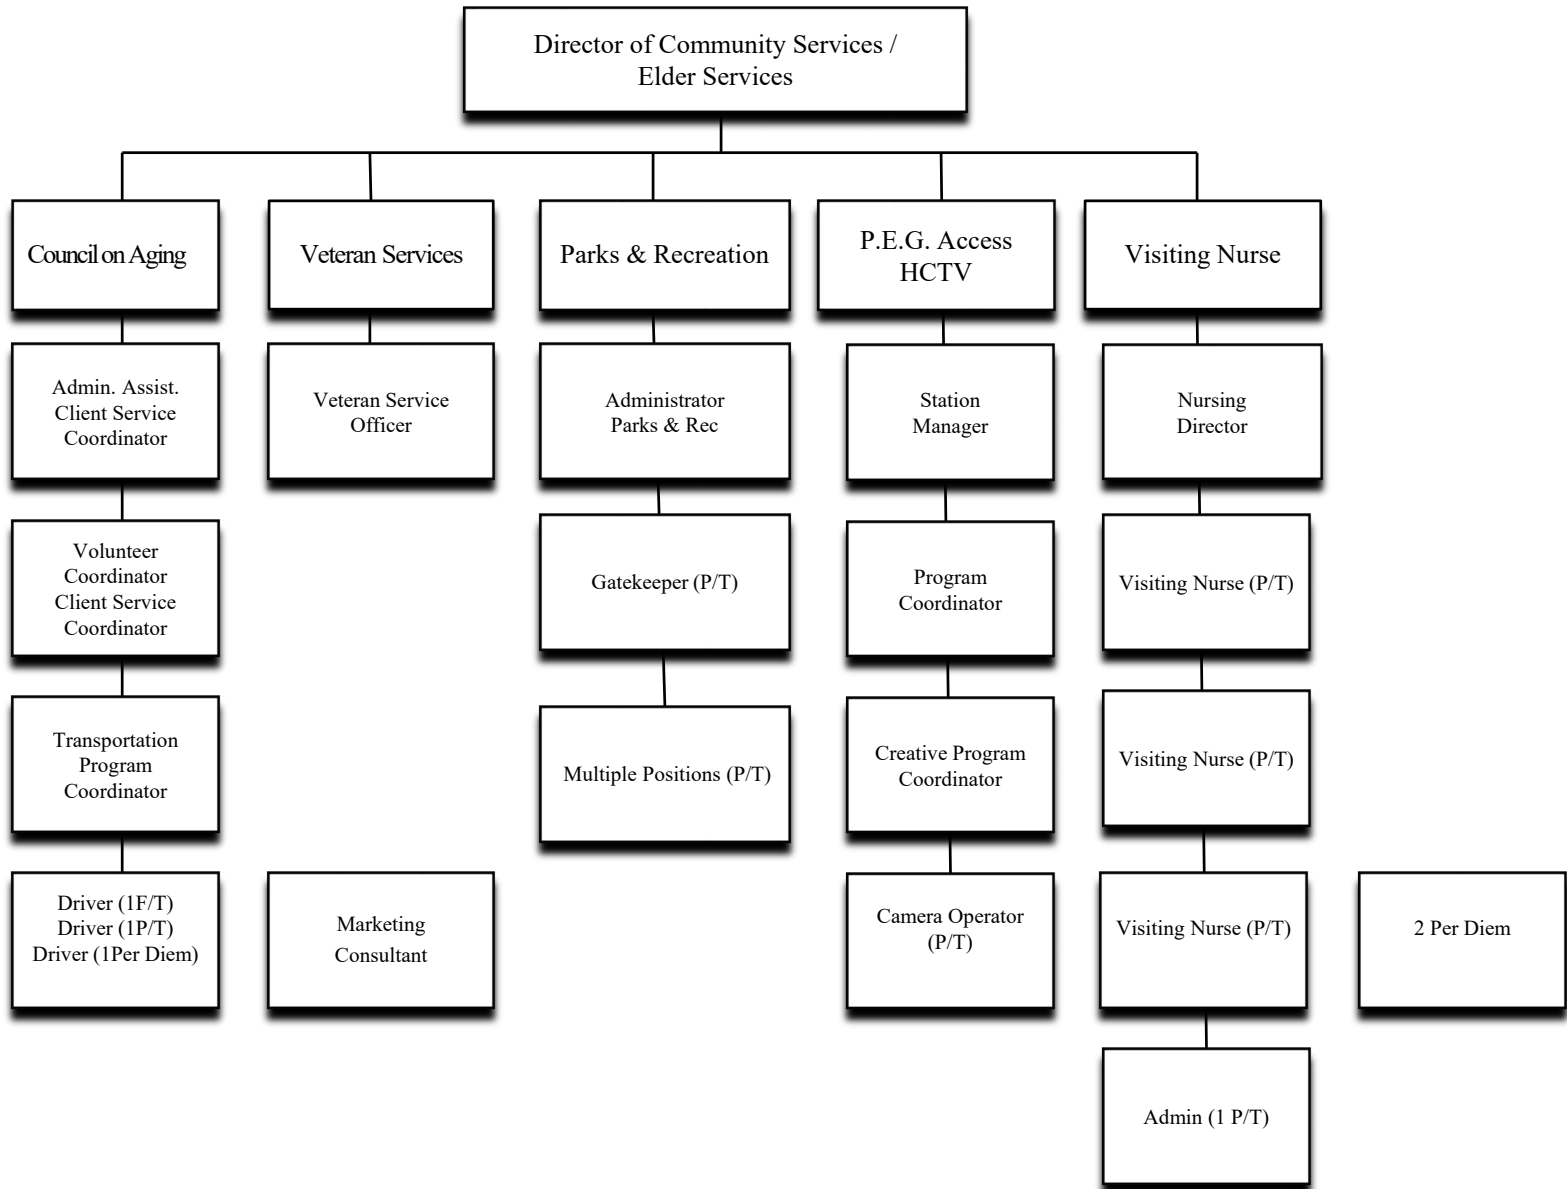 Director of Community Services /
Elder Services
Council on Aging
Veteran Services
Parks & Recreation
P.E.G. Access
HCTV
Visiting Nurse
Admin. Assist.
Client Service
Coordinator
Veteran Service
Officer
Administrator
Parks & Rec
Station
Manager
Nursing
Director
Volunteer
Coordinator
Client Service
Coordinator
Gatekeeper (P/T)
Program
Coordinator
Visiting Nurse (P/T)
Transportation
Program
Coordinator
Multiple Positions (P/T)
Creative Program
Coordinator
Visiting Nurse (P/T)
Driver (1F/T)
Driver (1P/T)
Driver (1Per Diem)
Marketing
Consultant
Camera Operator
(P/T)
Visiting Nurse (P/T)
2 Per Diem
Admin (1 P/T)